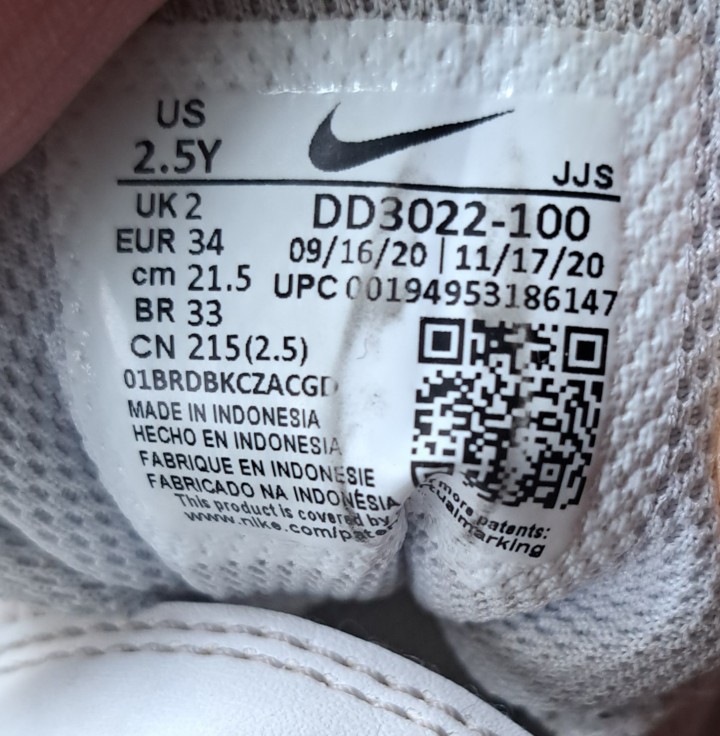 US
2.5Y
JJS
UK 2
EUR 34
cm 21.5
BR 33
CN 215(2.5)
DD3022-100
09/16/20 | 11/17/20
UPC 00194953186147
01BRDBKCZACGD
MADE IN INDONESIA
HECHO EN INDONESIA
FABRIQUE EN INDONESIE
FABRICADO NA INDONÉSIA
This product is covered by
more patents:
www.nike.com/